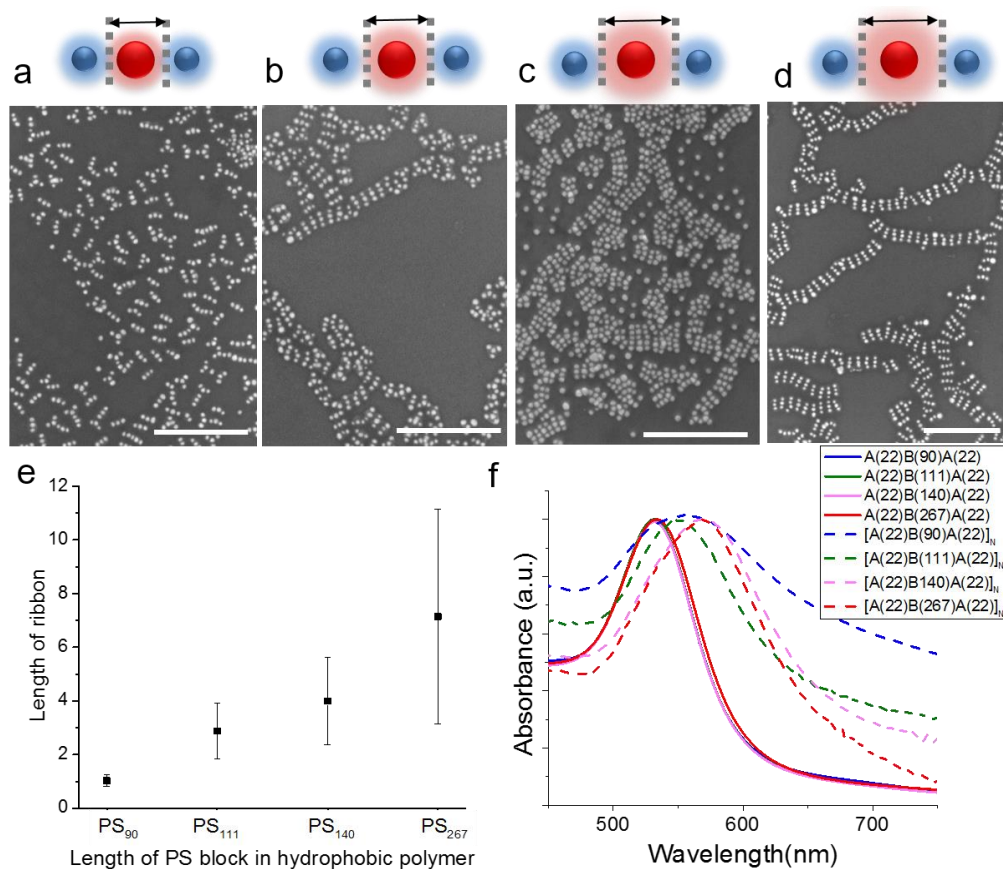 a
b
c
d
e
12
10
8
6
4
2
0
Length of ribbon
PS90
PS111
PS140
PS267
Length of PS block in hydrophobic polymer
f
A(22)B(90)A(22)
A(22)B(111)A(22)
A(22)B(140)A(22)
A(22)B(267)A(22)
[A(22)B(90)A(22)]N
[A(22)B(111)A(22)]N
[A(22)B140)A(22)]N
[A(22)B(267)A(22)]N
Absorbance (a.u.)
500
600
700
Wavelength(nm)